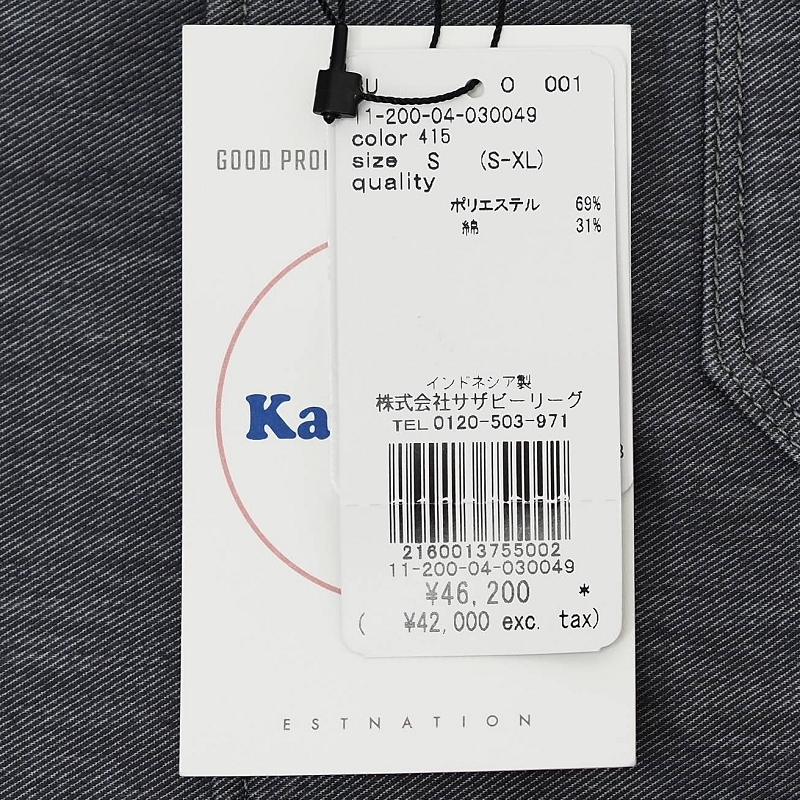 U O 001
11-200-04-030049
color 415
size S (S-XL)
quality
ポリエステル 69%
綿 31%
インドネシア製
株式会社サザビーリーグ
TEL 0120-503-971
2160013755002
11-200-04-030049
¥46,200 *
( ¥42,000 exc. tax)
GOOD
Ka
ESTNATION